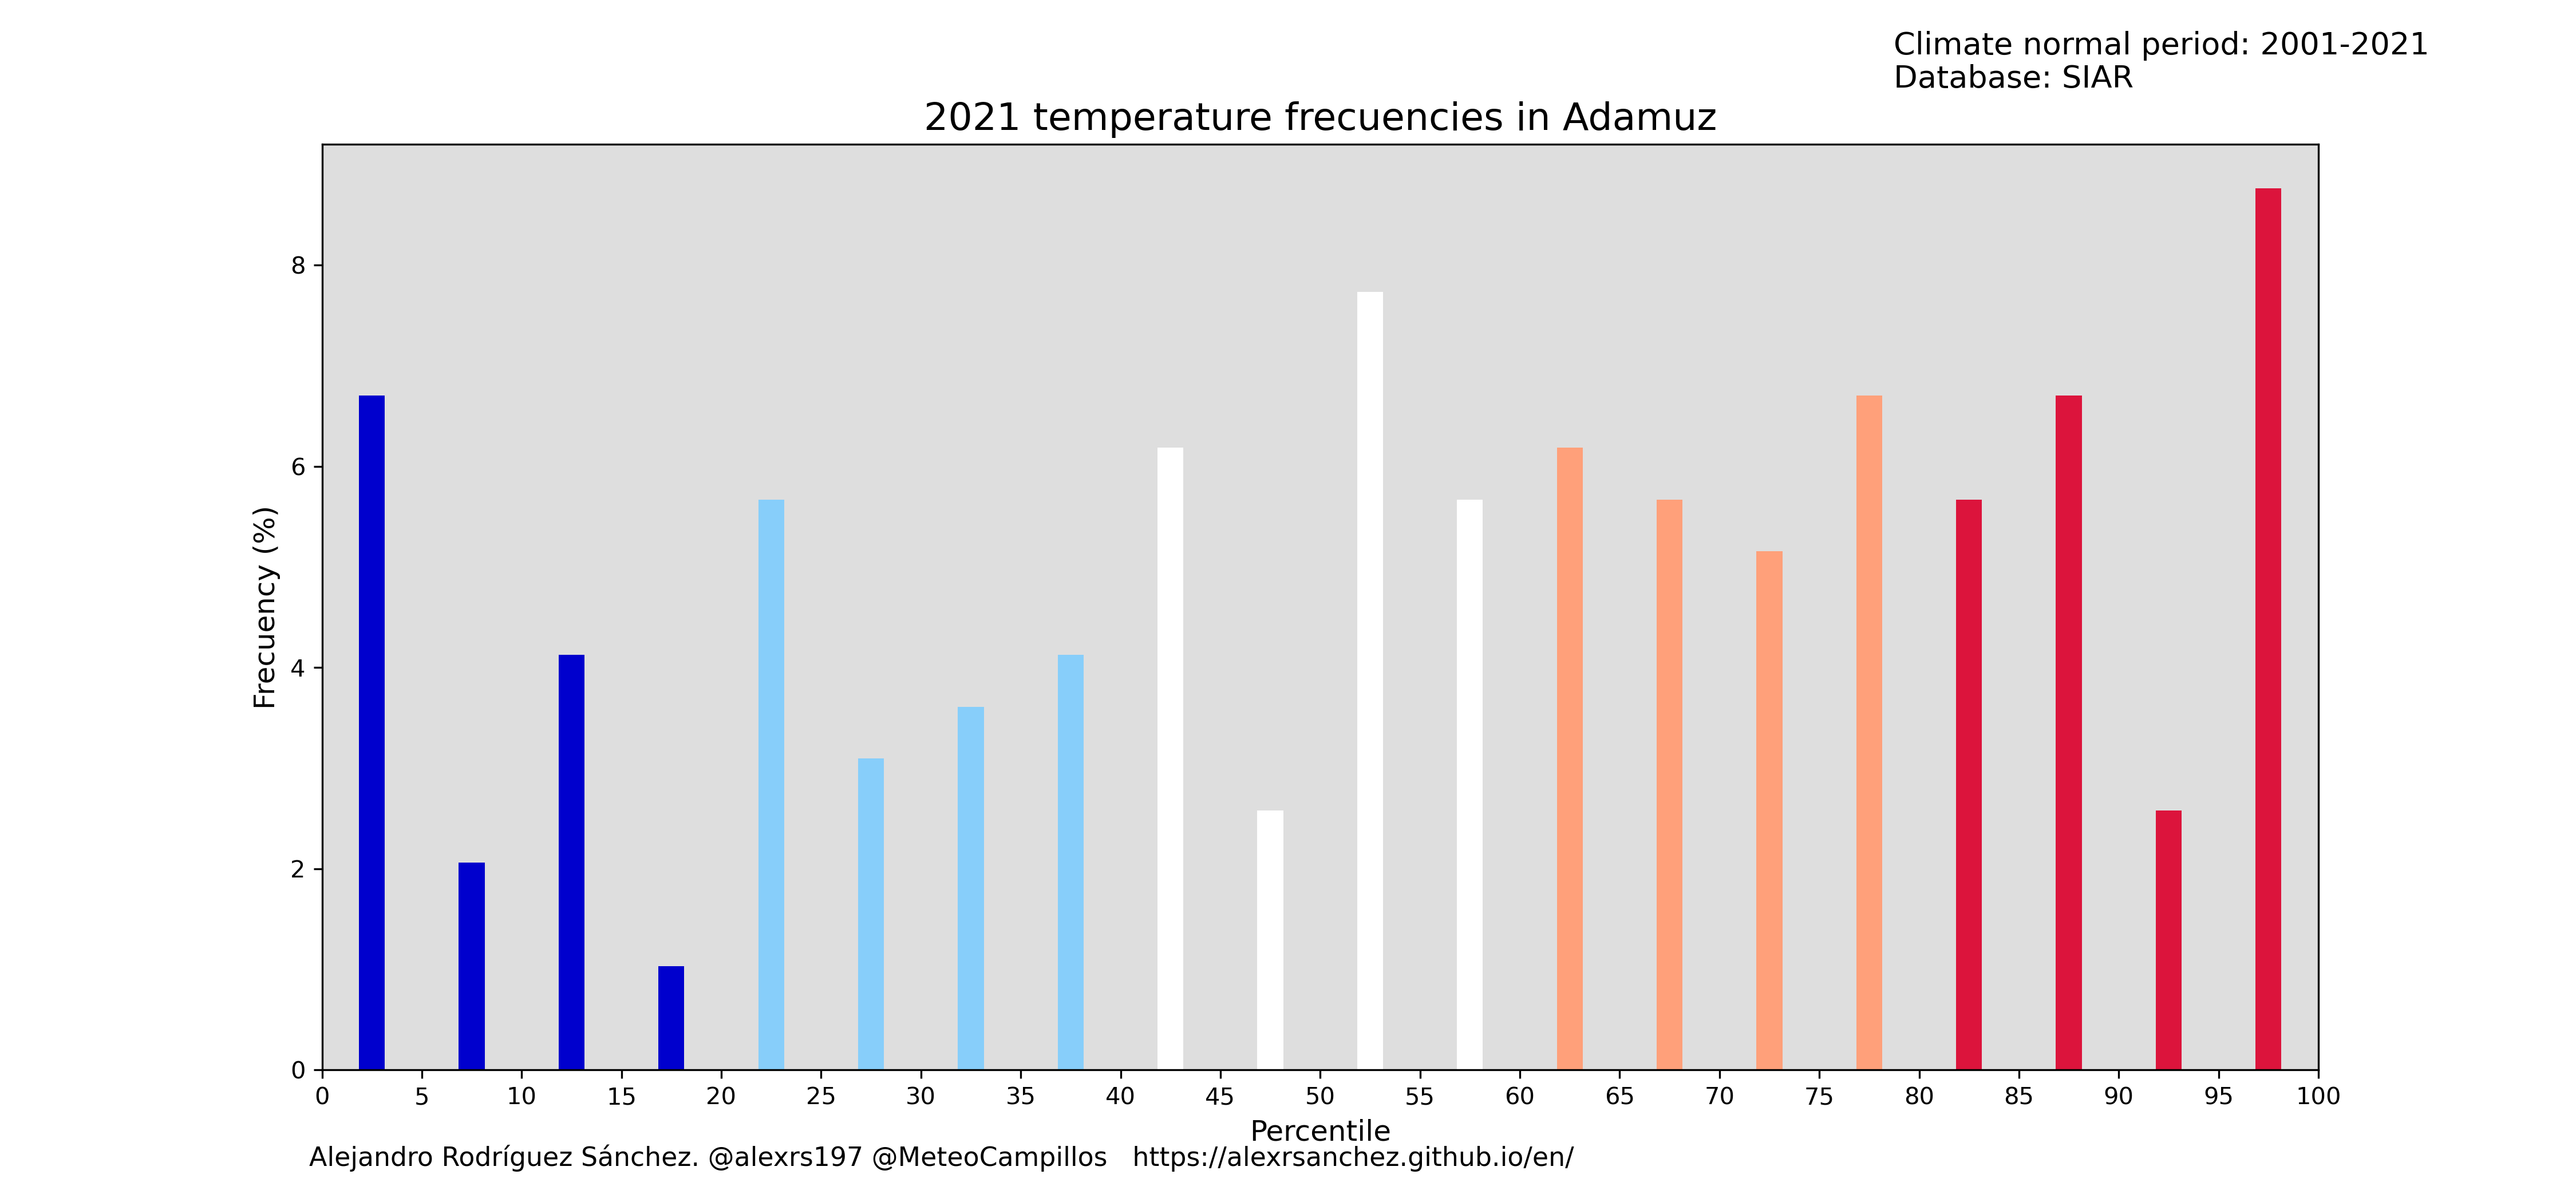 Climate normal period: 2001-2021
Database: SIAR
2021 temperature frecuencies in Adamuz
Frecuency (%)
8
6
4
2
0
0 5 10 15 20 25 30 35 40 45 50 55 60 65 70 75 80 85 90 95 100
Percentile
Alejandro Rodríguez Sánchez. @alexrs197 @MeteoCampillos https://alexrsanchez.github.io/en/